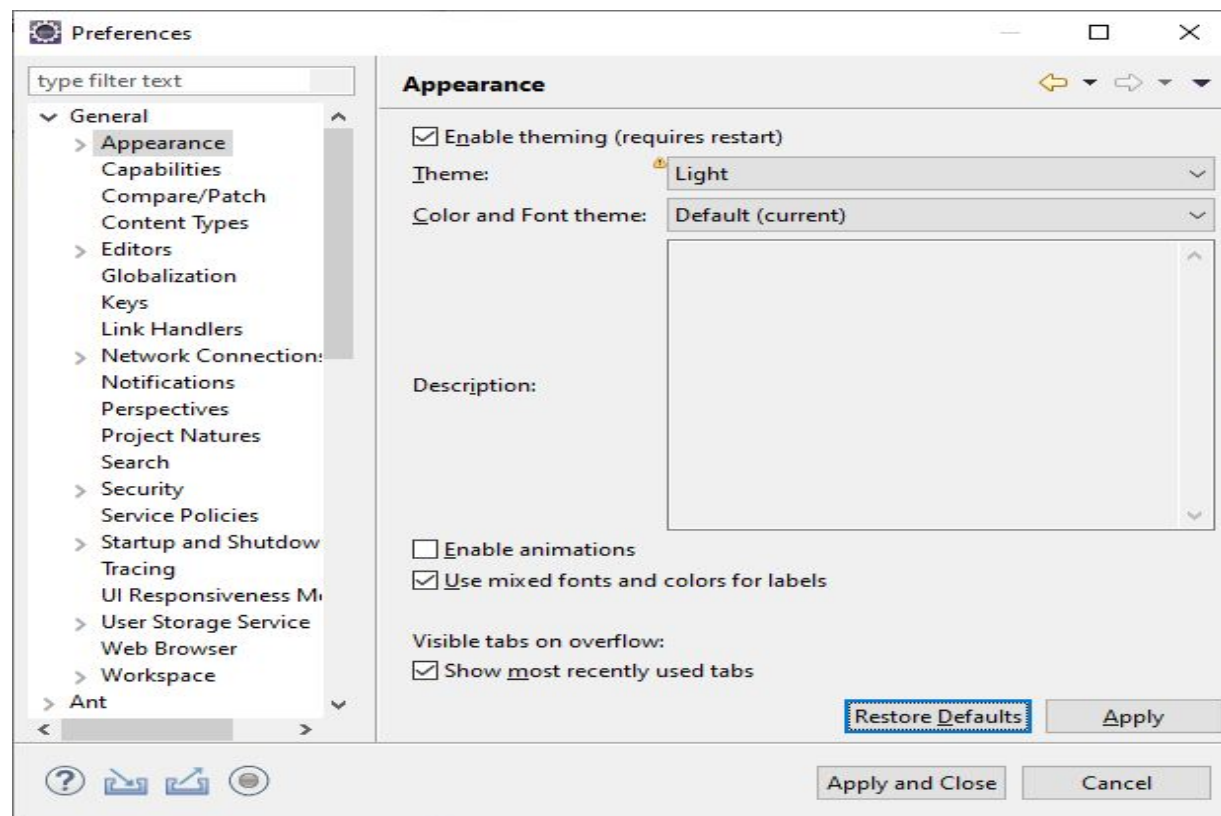 Preferences
type filter text
General
Appearance
Capabilities
Compare/Patch
Content Types
Editors
Globalization
Keys
Link Handlers
Network Connection
Notifications
Perspectives
Project Natures
Search
Security
Service Policies
Startup and Shutdow
Tracing
UI Responsiveness M
User Storage Service
Web Browser
Workspace
Ant
Appearance
Enable theming (requires restart)
Theme: Light
Color and Font theme: Default (current)
Description:
Enable animations
Use mixed fonts and colors for labels
Visible tabs on overflow:
Show most recently used tabs
Restore Defaults Apply
Apply and Close Cancel